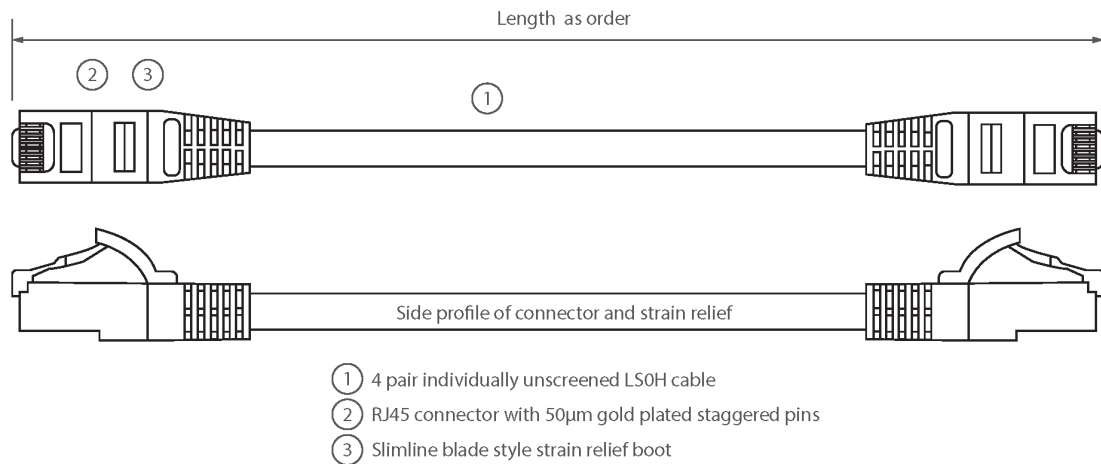 Length as order
2 3
1
Side profile of connector and strain relief
1 4 pair individually unscreened LS0H cable
2 RJ45 connector with 50µm gold plated staggered pins
3 Slimline blade style strain relief boot